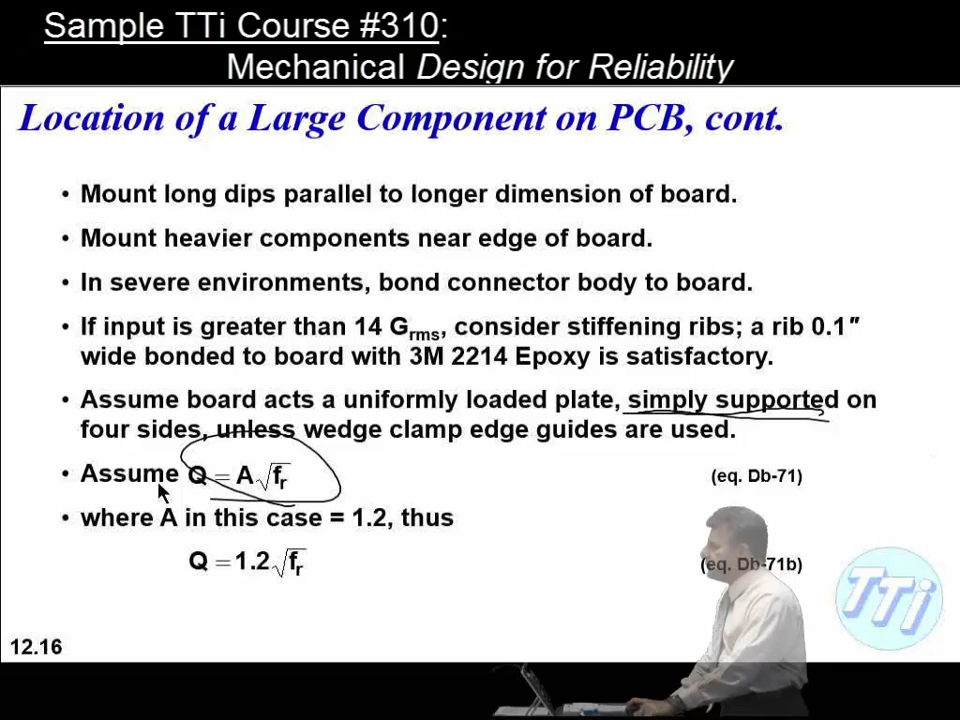 Sample TTi Course #310:
Mechanical Design for Reliability
Location of a Large Component on PCB, cont.
• Mount long dips parallel to longer dimension of board.
• Mount heavier components near edge of board.
• In severe environments, bond connector body to board.
• If input is greater than 14 Grms, consider stiffening ribs; a rib 0.1″
wide bonded to board with 3M 2214 Epoxy is satisfactory.
• Assume board acts a uniformly loaded plate, simply supported on
four sides, unless wedge clamp edge guides are used.
• Assume Q = A√fr (eq. Db-71)
• where A in this case = 1.2, thus
Q = 1.2√fr (eq. Db-71b)
TTi
12.16